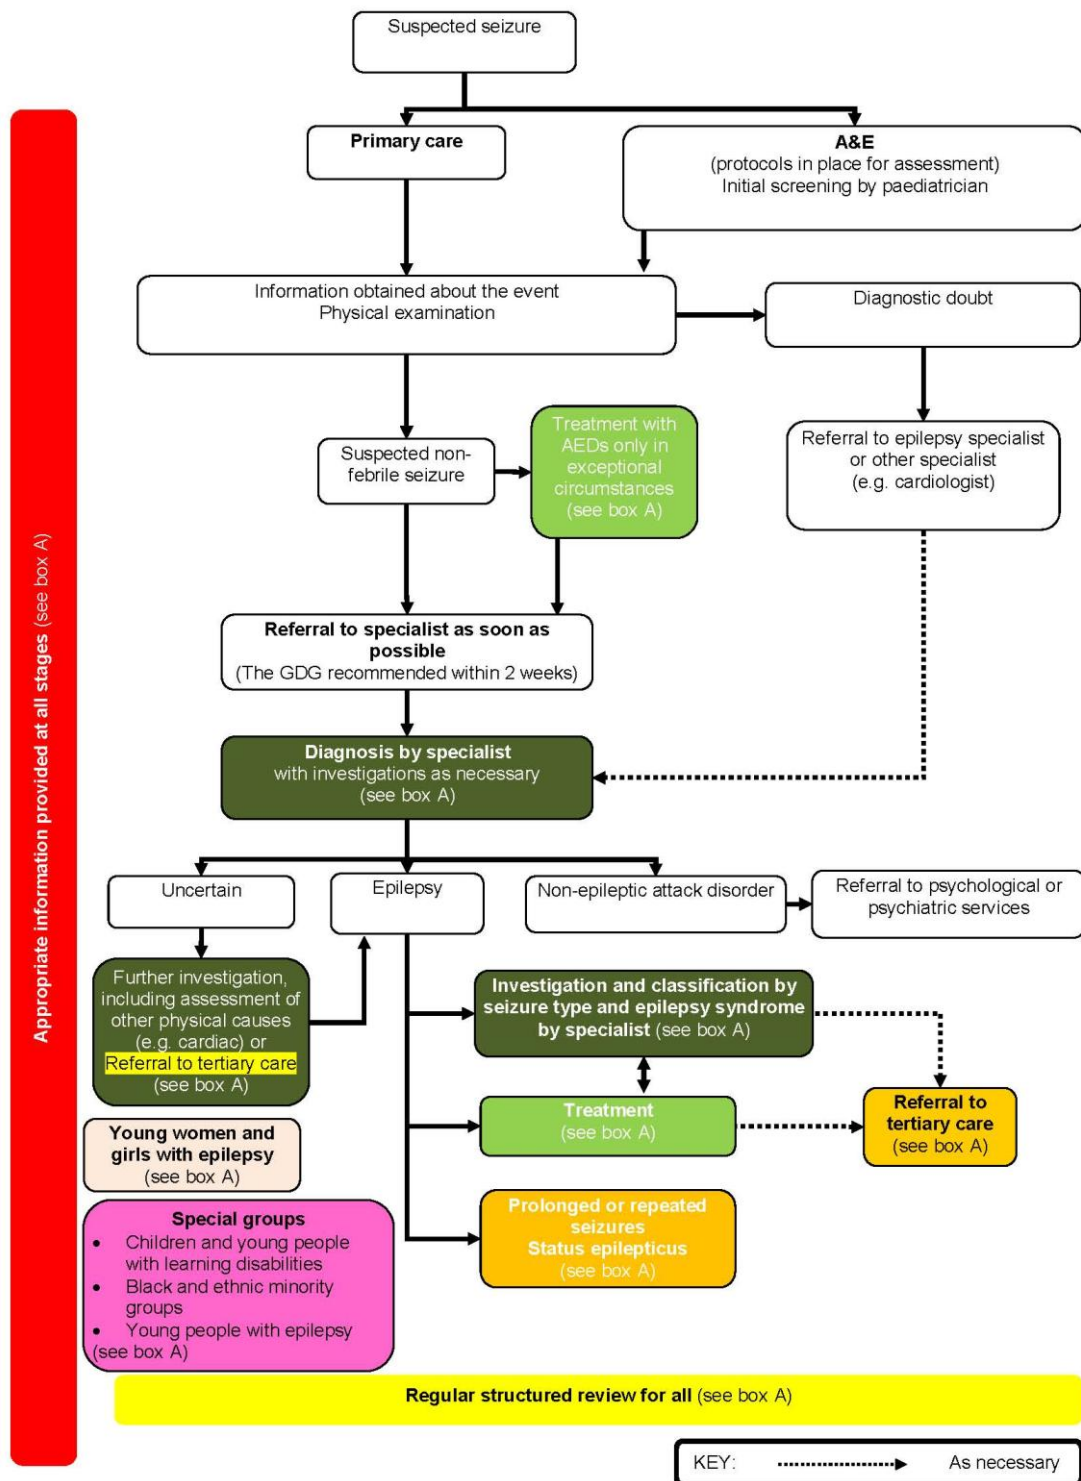 Suspected seizure
Primary care
A&E
(protocols in place for assessment)
Initial screening by paediatrician
Information obtained about the event
Physical examination
Diagnostic doubt
Suspected non-
febrile seizure
Treatment with
AEDs only in
exceptional
circumstances
(see box A)
Referral to epilepsy specialist
or other specialist
(e.g. cardiologist)
Appropriate information provided at all stages (see box A)
Referral to specialist as soon as
possible
(The GDG recommended within 2 weeks)
Diagnosis by specialist
with investigations as necessary
(see box A)
Uncertain
Epilepsy
Non-epileptic attack disorder
Referral to psychological or
psychiatric services
Further investigation,
including assessment of
other physical causes
(e.g. cardiac) or
Referral to tertiary care
(see box A)
Investigation and classification by
seizure type and epilepsy syndrome
by specialist (see box A)
Treatment
(see box A)
Referral to
tertiary care
(see box A)
Young women and
girls with epilepsy
(see box A)
Prolonged or repeated
seizures
Status epilepticus
(see box A)
Special groups
• Children and young people
with learning disabilities
• Black and ethnic minority
groups
• Young people with epilepsy
(see box A)
Regular structured review for all (see box A)
KEY: As necessary